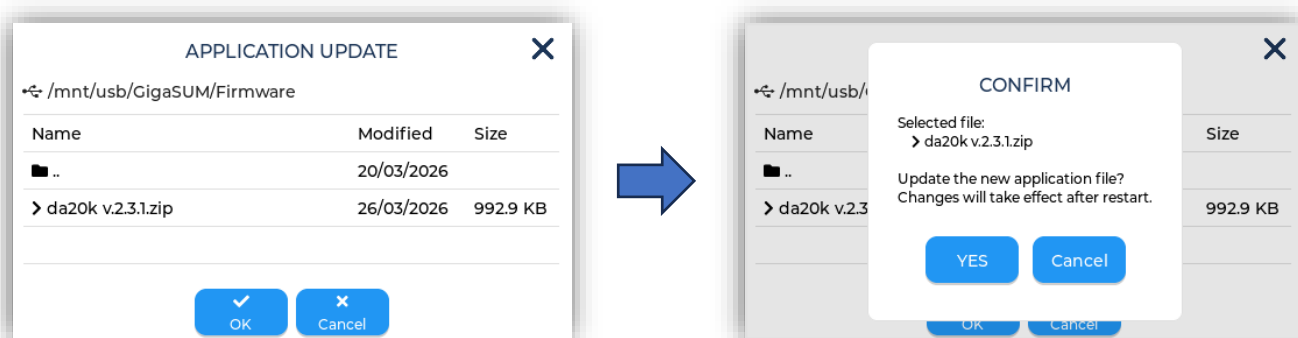 APPLICATION UPDATE
/mnt/usb/GigaSUM/Firmware
Name Modified Size
.. 20/03/2026
da20k v.2.3.1.zip 26/03/2026 992.9 KB
OK Cancel
/mnt/usb/
Name Size
..
da20k v.2.3 992.9 KB
CONFIRM
Selected file:
da20k v.2.3.1.zip
Update the new application file?
Changes will take effect after restart.
YES Cancel
OK Cancel